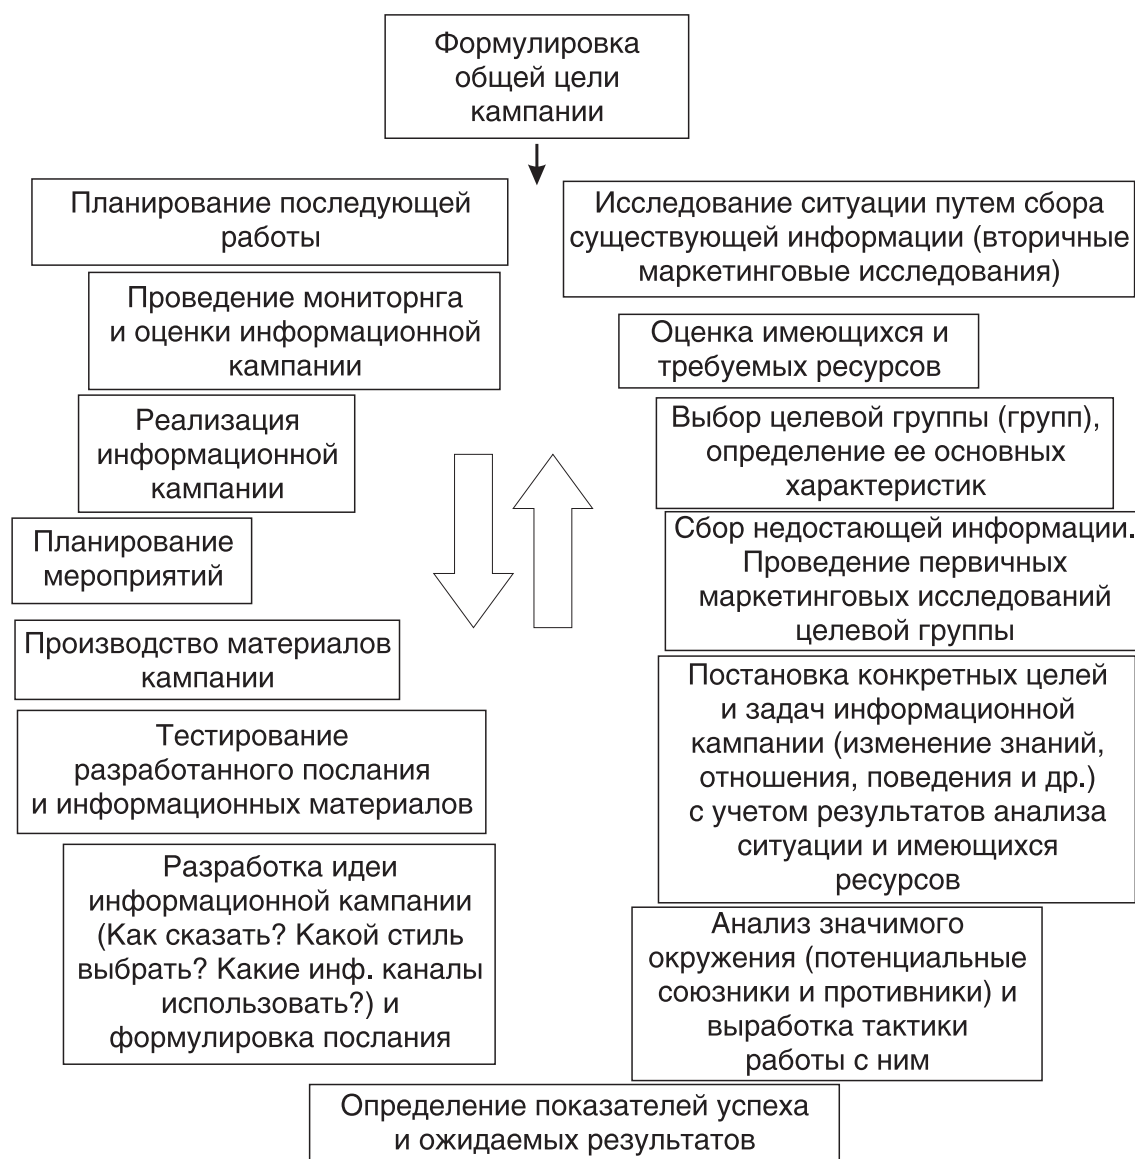 Формулировка
общей цели
кампании
Планирование последующей
работы
Исследование ситуации путем сбора
существующей информации (вторичные
маркетинговые исследования)
Проведение мониторнга
и оценки информационной
кампании
Оценка имеющихся и
требуемых ресурсов
Реализация
информационной
кампании
Выбор целевой группы (групп),
определение ее основных
характеристик
Планирование
мероприятий
Сбор недостающей информации.
Проведение первичных
маркетинговых исследований
целевой группы
Производство материалов
кампании
Постановка конкретных целей
и задач информационной
кампании (изменение знаний,
отношения, поведения и др.)
с учетом результатов анализа
ситуации и имеющихся
ресурсов
Тестирование
разработанного послания
и информационных материалов
Разработка идеи
информационной кампании
(Как сказать? Какой стиль
выбрать? Какие инф. каналы
использовать?) и
формулировка послания
Анализ значимого
окружения (потенциальные
союзники и противники) и
выработка тактики
работы с ним
Определение показателей успеха
и ожидаемых результатов